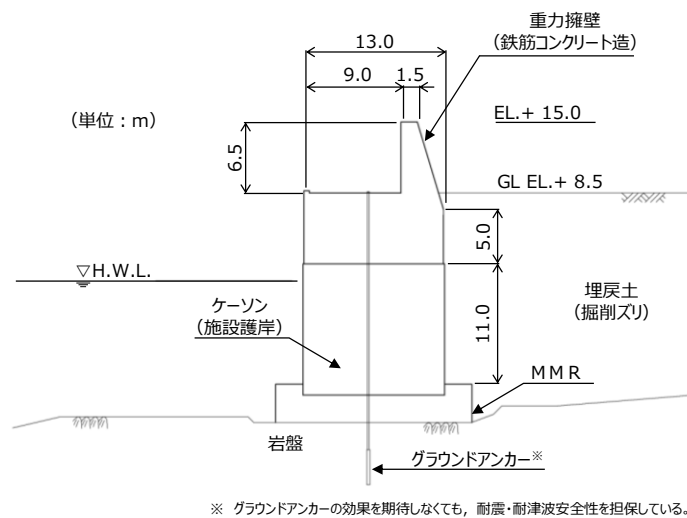 重力擁壁
(鉄筋コンクリート造)
13.0
9.0
1.5
(単位：m)
EL.+ 15.0
6.5
GL EL.+ 8.5
5.0
▽H.W.L.
ケーソン
(施設護岸)
埋戻土
(掘削ズリ)
11.0
ＭＭＲ
岩盤
グラウンドアンカー※
※ グラウンドアンカーの効果を期待しなくても，耐震・耐津波安全性を担保している。